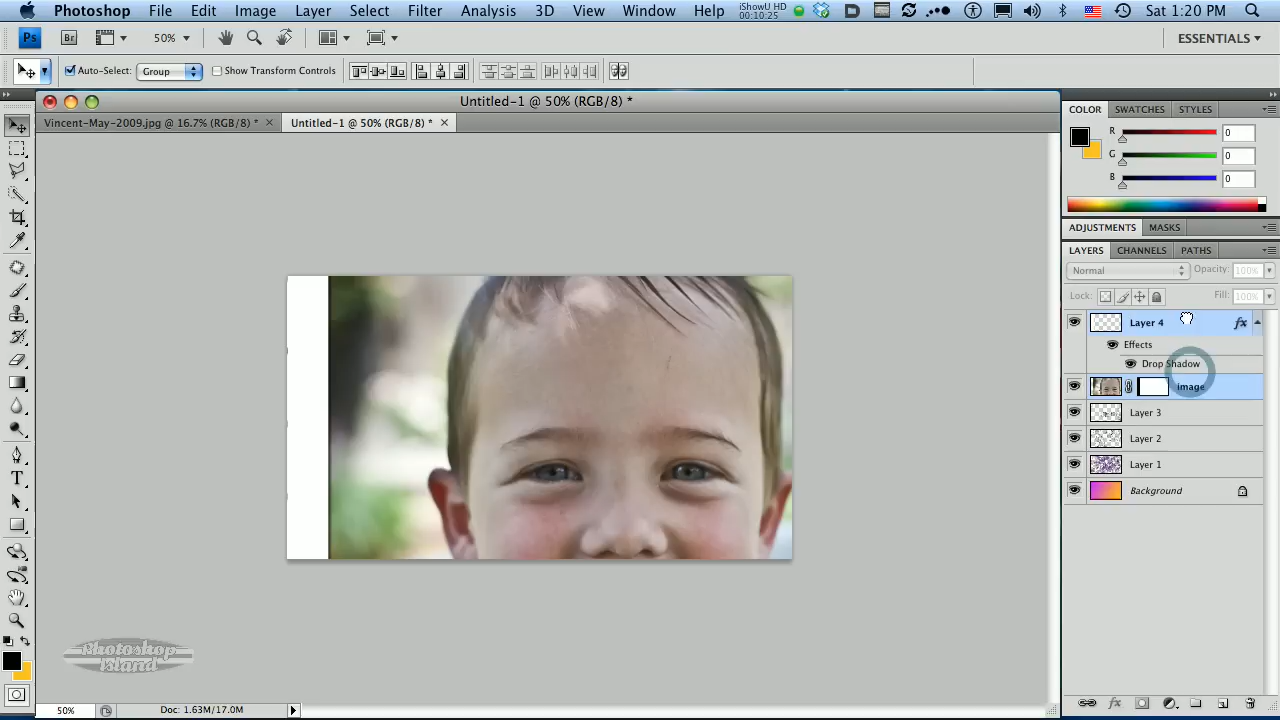 Photoshop File Edit Image Layer Select Filter Analysis 3D View Window Help iShowU HD 00:10:25 Sat 1:20 PM
Ps Br 50% ESSENTIALS
Auto-Select: Group Show Transform Controls
Untitled-1 @ 50% (RGB/8) *
Vincent-May-2009.jpg @ 16.7% (RGB/8) * Untitled-1 @ 50% (RGB/8) *
COLOR SWATCHES STYLES
R 0
G 0
B 0
ADJUSTMENTS MASKS
LAYERS CHANNELS PATHS
Normal Opacity: 100%
Lock: Fill: 100%
Layer 4 fx
Effects
Drop Shadow
image
Layer 3
Layer 2
Layer 1
Background
T
Photoshop
Island
50% Doc: 1.63M/17.0M
fx